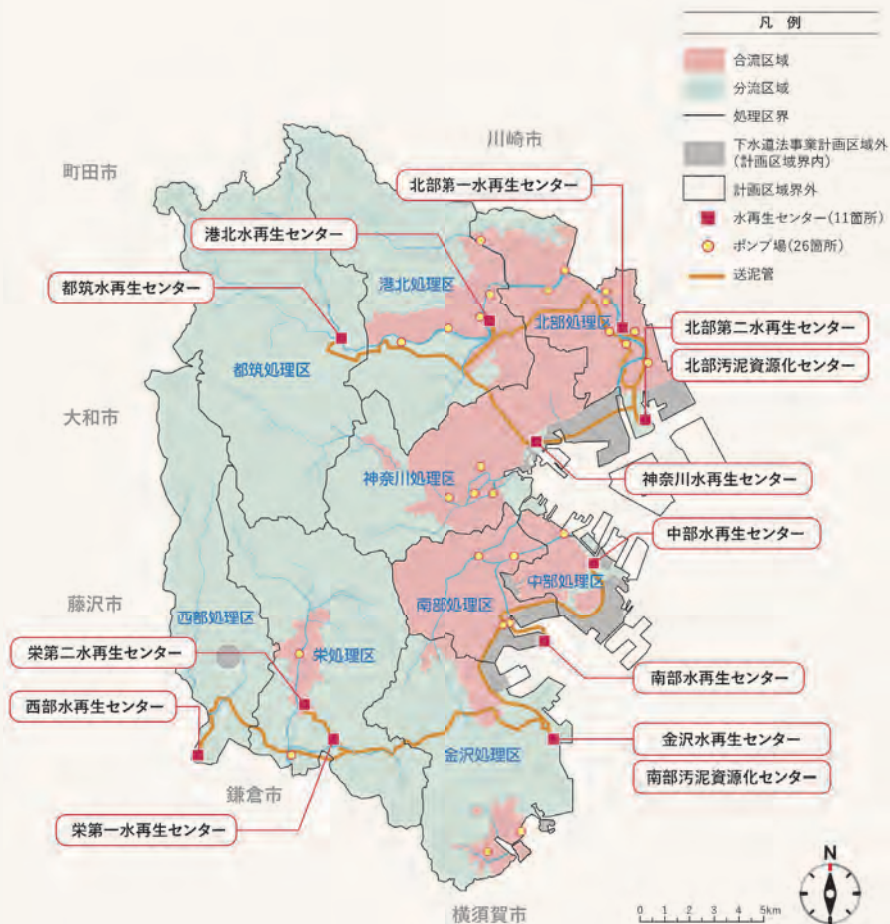 凡 例
合流区域
分流区域
処理区界
下水道法事業計画区域外
(計画区域界内)
計画区域界外
水再生センター(11箇所)
ポンプ場(26箇所)
送泥管
川崎市
町田市
北部第一水再生センター
港北水再生センター
都筑水再生センター
港北処理区
北部処理区
北部第二水再生センター
北部汚泥資源化センター
都筑処理区
大和市
神奈川処理区
神奈川水再生センター
中部水再生センター
中部処理区
藤沢市
西部処理区
南部処理区
栄処理区
栄第二水再生センター
南部水再生センター
西部水再生センター
金沢水再生センター
金沢処理区
南部汚泥資源化センター
鎌倉市
栄第一水再生センター
横須賀市
N
0 1 2 3 4 5km